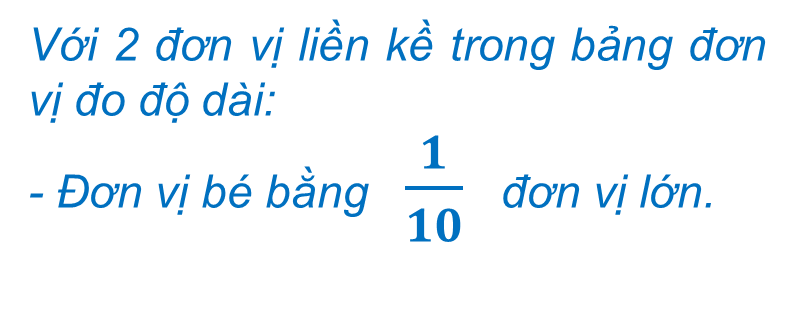 Với 2 đơn vị liền kề trong bảng đơn
vị đo độ dài:
- Đơn vị bé bằng 1/10 đơn vị lớn.